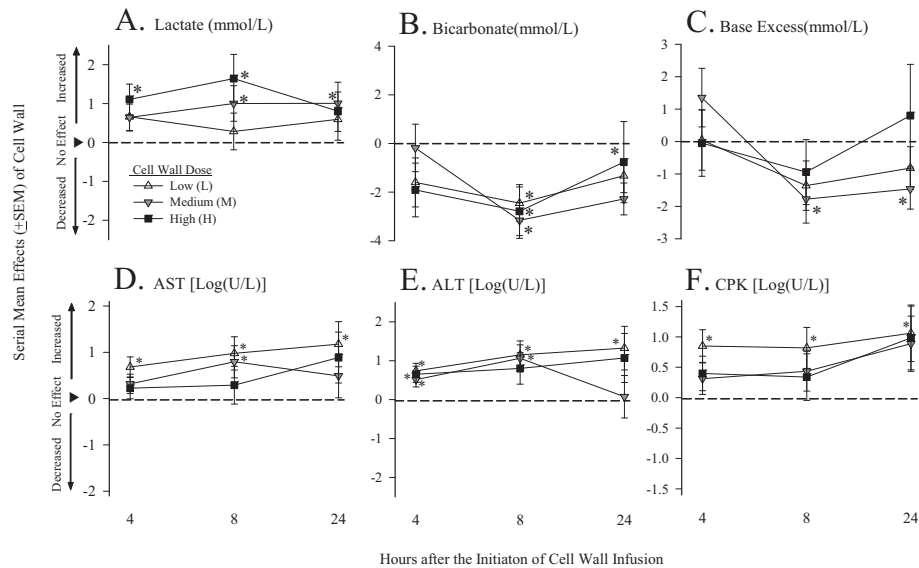 A. Lactate (mmol/L)
B. Bicarbonate(mmol/L)
C. Base Excess(mmol/L)
Serial Mean Effects (±SEM) of Cell Wall
Increased
No Effect
Decreased
2
1
0
-1
-2
Cell Wall Dose
Low (L)
Medium (M)
High (H)
* * * *
2
0
-2
-4
* * * *
3
2
1
0
-1
-2
-3
* *
D. AST [Log(U/L)]
E. ALT [Log(U/L)]
F. CPK [Log(U/L)]
Increased
No Effect
Decreased
2
1
0
-1
-2
* * * *
2
1
0
-1
-2
* * * * * *
1.5
1.0
0.5
0.0
-0.5
-1.0
-1.5
* * *
4 8 24
4 8 24
4 8 24
Hours after the Initiaton of Cell Wall Infusion